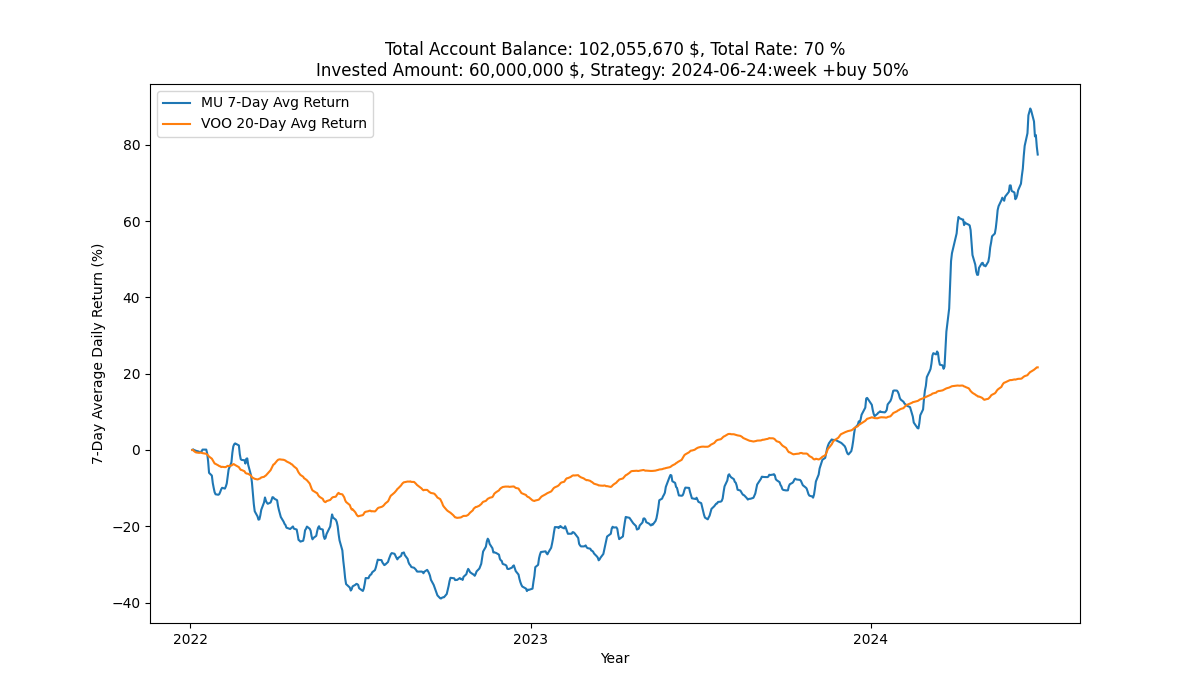 Total Account Balance: 102,055,670 $, Total Rate: 70 %
Invested Amount: 60,000,000 $, Strategy: 2024-06-24:week +buy 50%
MU 7-Day Avg Return
VOO 20-Day Avg Return
7-Day Average Daily Return (%)
80
60
40
20
0
−20
−40
2022
2023
2024
Year